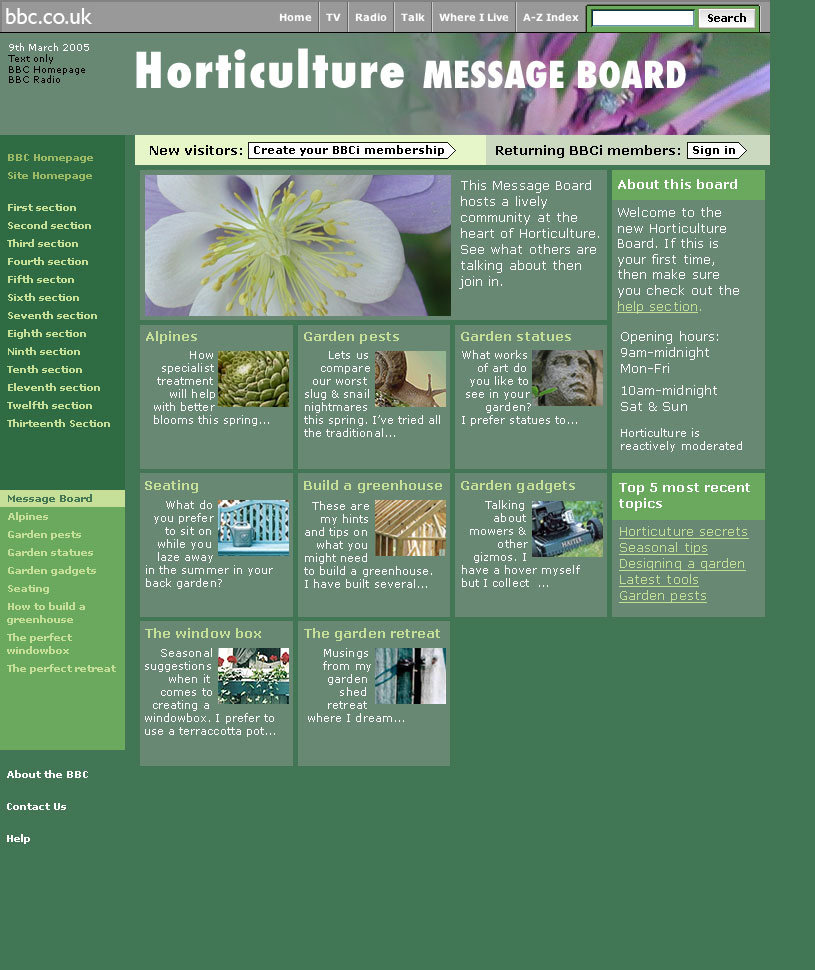 bbc.co.uk
Home
TV
Radio
Talk
Where I Live
A-Z Index
Search
9th March 2005
Text only
BBC Homepage
BBC Radio
Horticulture MESSAGE BOARD
New visitors: Create your BBCi membership
Returning BBCi members: Sign in
BBC Homepage
Site Homepage
First section
Second section
Third section
Fourth section
Fifth secton
Sixth section
Seventh section
Eighth section
Ninth section
Tenth section
Eleventh section
Twelfth section
Thirteenth Section
Message Board
Alpines
Garden pests
Garden statues
Garden gadgets
Seating
How to build a
greenhouse
The perfect
windowbox
The perfect retreat
About the BBC
Contact Us
Help
This Message Board
hosts a lively
community at the
heart of Horticulture.
See what others are
talking about then
join in.
Alpines
How
specialist
treatment
will help
with better
blooms this spring...
Garden pests
Lets us
compare
our worst
slug & snail
nightmares
this spring. I've tried all
the traditional...
Garden statues
What works
of art do
you like to
see in your
garden?
I prefer statues to...
Seating
What do
you prefer
to sit on
while you
laze away
in the summer in your
back garden?
Build a greenhouse
These are
my hints
and tips on
what you
might need
to build a greenhouse.
I have built several...
Garden gadgets
Talking
about
mowers &
other
gizmos. I
have a hover myself
but I collect ...
MASTER
The window box
Seasonal
suggestions
when it
comes to
creating a
windowbox. I prefer to
use a terraccotta pot...
The garden retreat
Musings
from my
garden
shed
retreat
where I dream...
About this board
Welcome to the
new Horticulture
Board. If this is
your first time,
then make sure
you check out the
help section.
Opening hours:
9am-midnight
Mon-Fri
10am-midnight
Sat & Sun
Horticulture is
reactively moderated
Top 5 most recent
topics
Horticuture secrets
Seasonal tips
Designing a garden
Latest tools
Garden pests